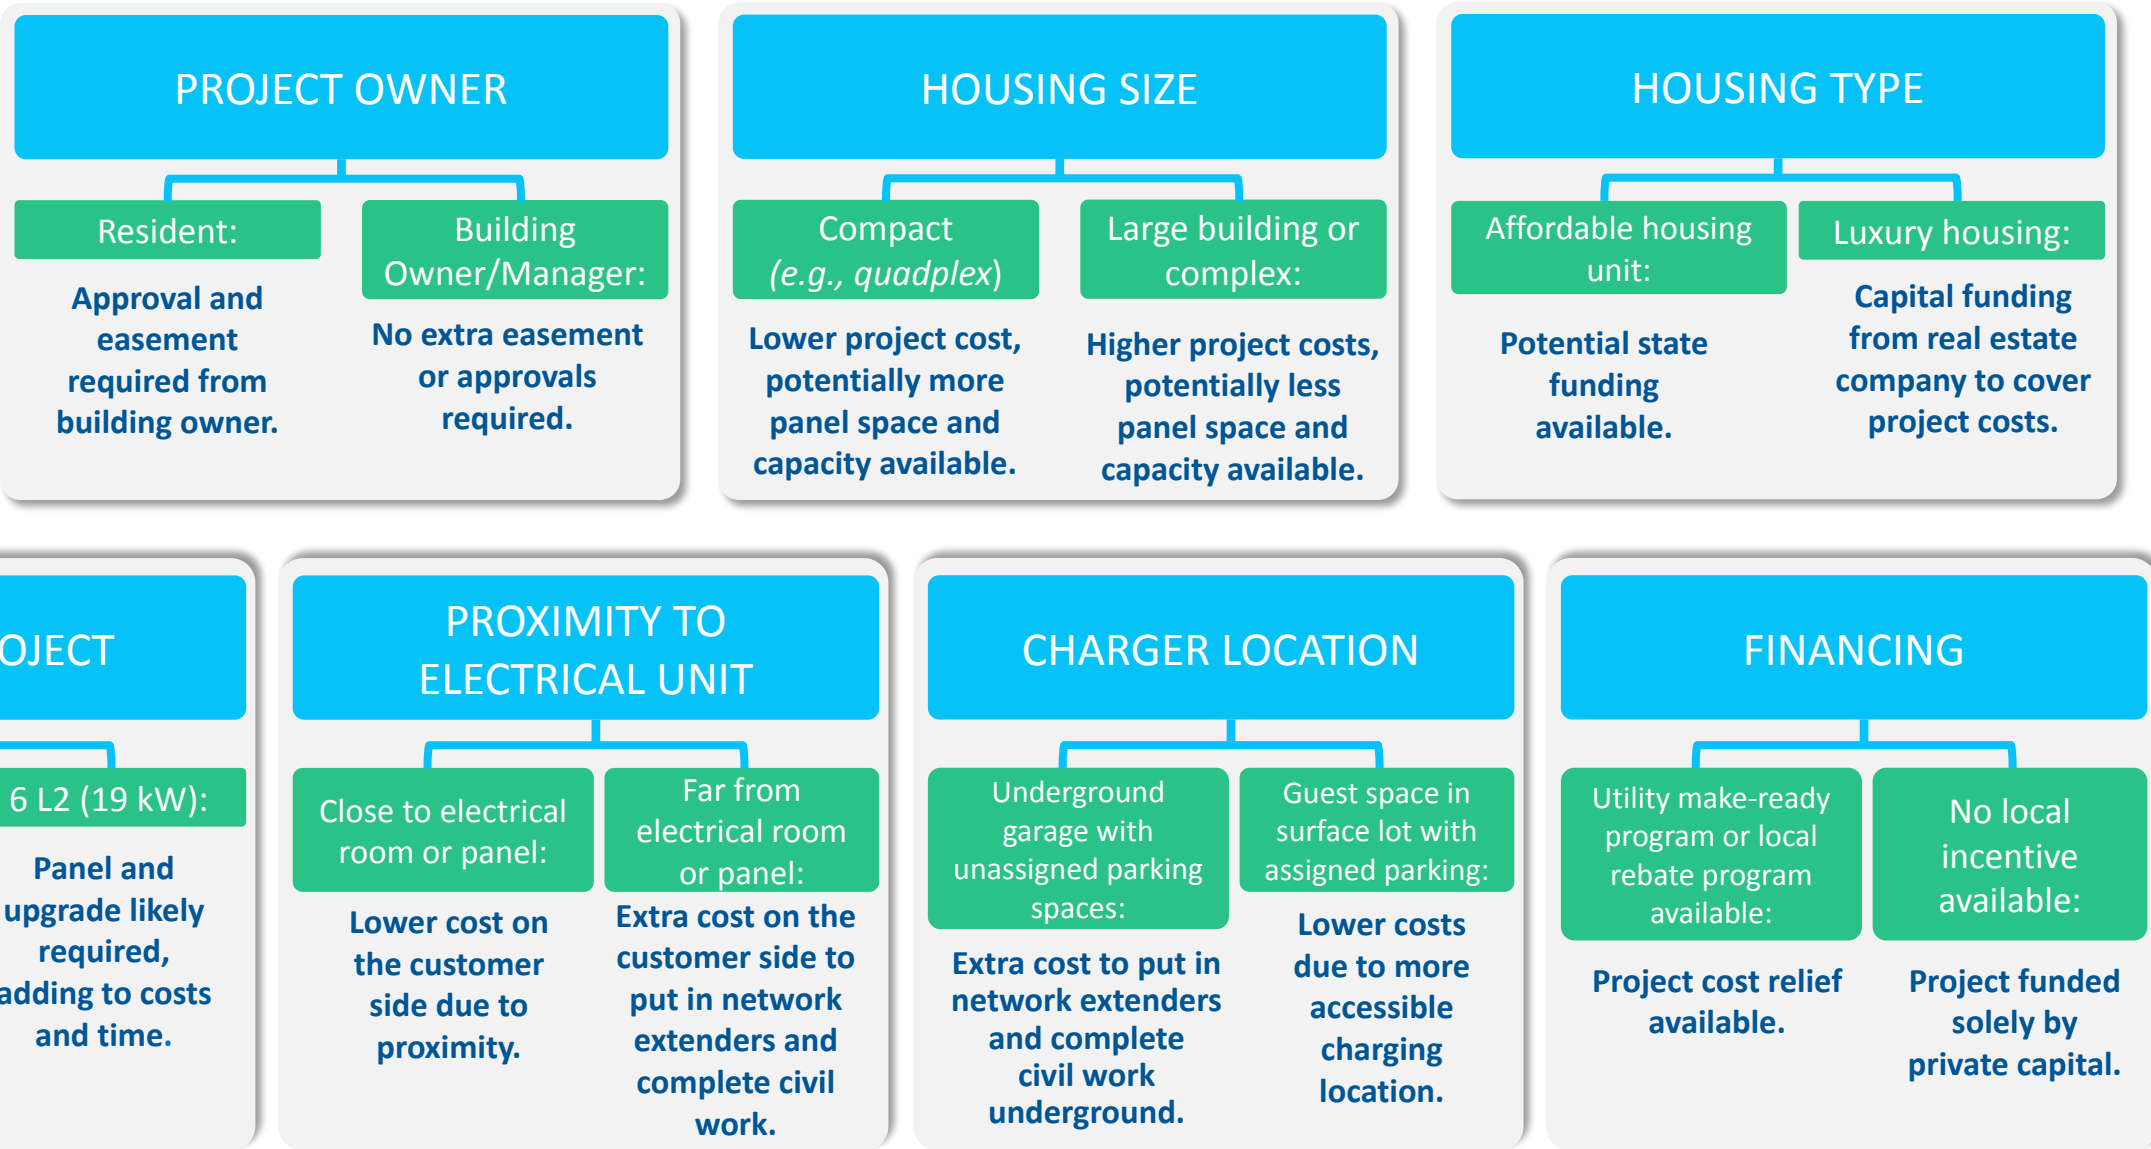 PROJECT OWNER
Resident:
Approval and
easement
required from
building owner.
Building
Owner/Manager:
No extra easement
or approvals
required.
HOUSING SIZE
Compact
(e.g., quadplex)
Lower project cost,
potentially more
panel space and
capacity available.
Large building or
complex:
Higher project costs,
potentially less
panel space and
capacity available.
HOUSING TYPE
Affordable housing
unit:
Potential state
funding
available.
Luxury housing:
Capital funding
from real estate
company to cover
project costs.
OJECT
6 L2 (19 kW):
Panel and
upgrade likely
required,
adding to costs
and time.
PROXIMITY TO
ELECTRICAL UNIT
Close to electrical
room or panel:
Lower cost on
the customer
side due to
proximity.
Far from
electrical room
or panel:
Extra cost on the
customer side to
put in network
extenders and
complete civil
work.
CHARGER LOCATION
Underground
garage with
unassigned parking
spaces:
Extra cost to put in
network extenders
and complete
civil work
underground.
Guest space in
surface lot with
assigned parking:
Lower costs
due to more
accessible
charging
location.
FINANCING
Utility make-ready
program or local
rebate program
available:
Project cost relief
available.
No local
incentive
available:
Project funded
solely by
private capital.